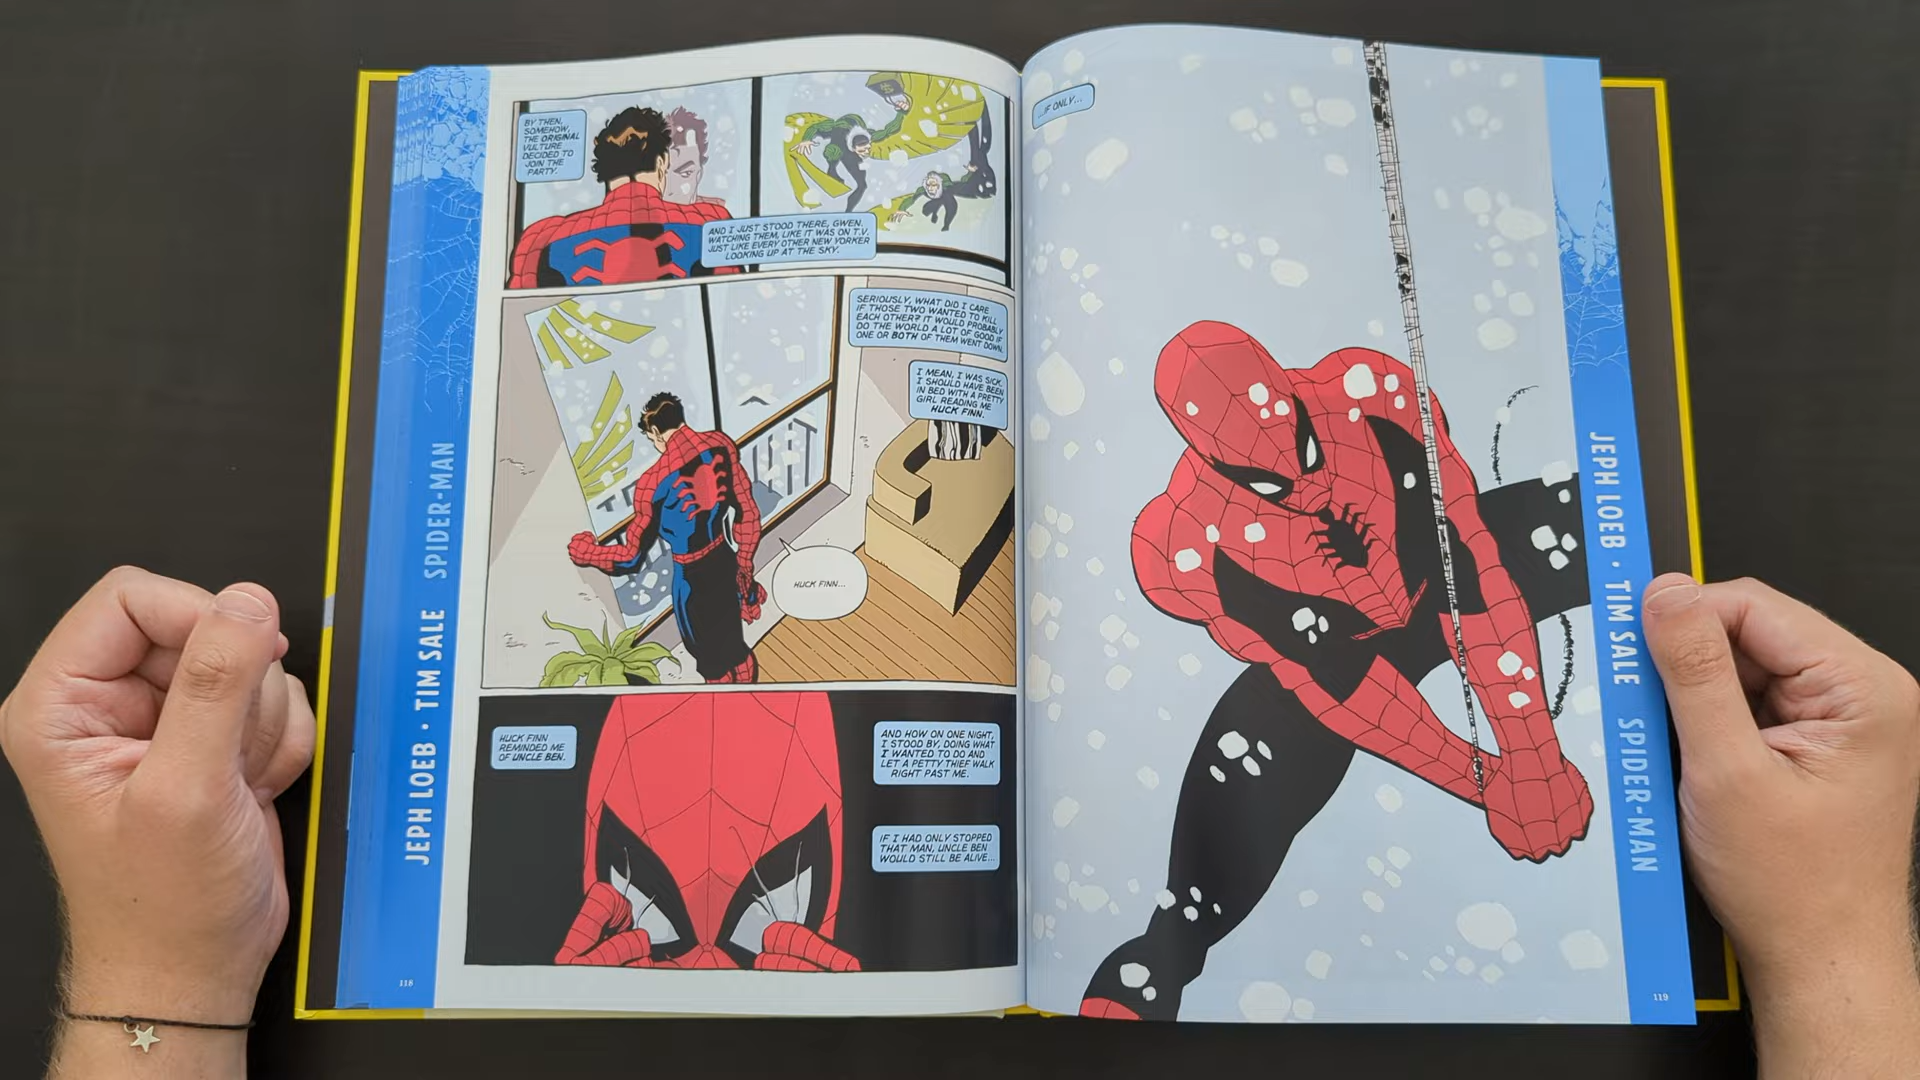 BY THEN,
SOMEHOW,
THE ORIGINAL
VULTURE
DECIDED TO
JOIN THE
PARTY.
AND I JUST STOOD THERE, GWEN.
WATCHING THEM, LIKE IT WAS ON T.V.
JUST LIKE EVERY OTHER NEW YORKER
LOOKING UP AT THE SKY.
SERIOUSLY, WHAT DID I CARE
IF THOSE TWO WANTED TO KILL
EACH OTHER? IT WOULD PROBABLY
DO THE WORLD A LOT OF GOOD IF
ONE OR BOTH OF THEM WENT DOWN.
I MEAN, I WAS SICK.
I SHOULD HAVE BEEN
IN BED WITH A PRETTY
GIRL READING ME
HUCK FINN.
HUCK FINN...
HUCK FINN
REMINDED ME
OF UNCLE BEN.
AND HOW ON ONE NIGHT,
I STOOD BY, DOING WHAT
I WANTED TO DO AND
LET A PETTY THIEF WALK
RIGHT PAST ME.
IF I HAD ONLY STOPPED
THAT MAN, UNCLE BEN
WOULD STILL BE ALIVE...
JEPH LOEB · TIM SALE SPIDER-MAN
118
...IF ONLY...
JEPH LOEB · TIM SALE SPIDER-MAN
119